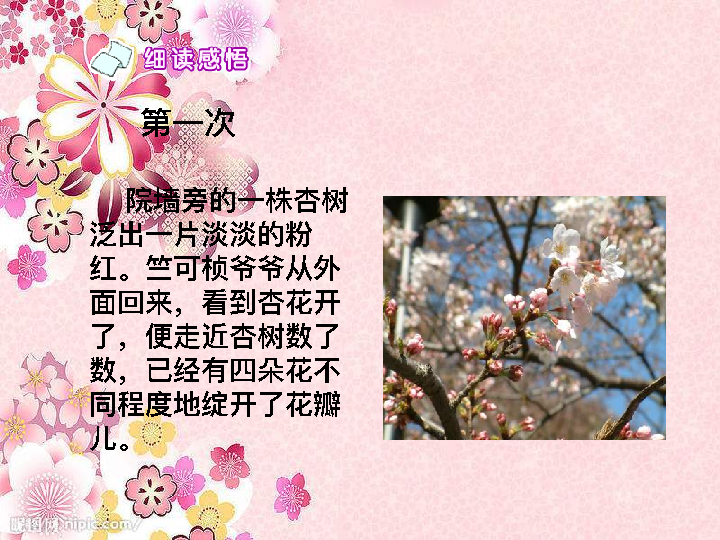 细读感悟
第一次
院墙旁的一株杏树
泛出一片淡淡的粉
红。竺可桢爷爷从外
面回来，看到杏花开
了，便走近杏树数了
数，已经有四朵花不
同程度地绽开了花瓣
儿。
昵图网 nipic.com/